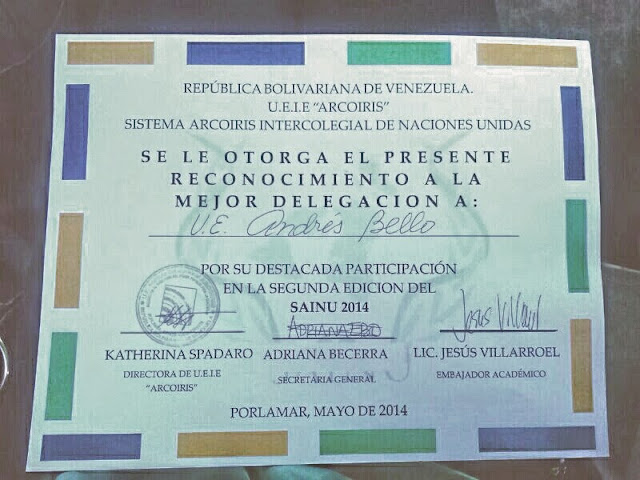 REPÚBLICA BOLIVARIANA DE VENEZUELA.
U.E.I.E "ARCOIRIS"
SISTEMA ARCOIRIS INTERCOLEGIAL DE NACIONES UNIDAS
SE LE OTORGA EL PRESENTE
RECONOCIMIENTO A LA
MEJOR DELEGACION A:
U.E. Andrés Bello
POR SU DESTACADA PARTICIPACIÓN
EN LA SEGUNDA EDICION DEL
SAINU 2014
Jesus Villarroel
KATHERINA SPADARO ADRIANA BECERRA LIC. JESÚS VILLARROEL
DIRECTORA DE U.E.I.E SECRETARIA GENERAL EMBAJADOR ACADÉMICO
"ARCOIRIS"
PORLAMAR, MAYO DE 2014